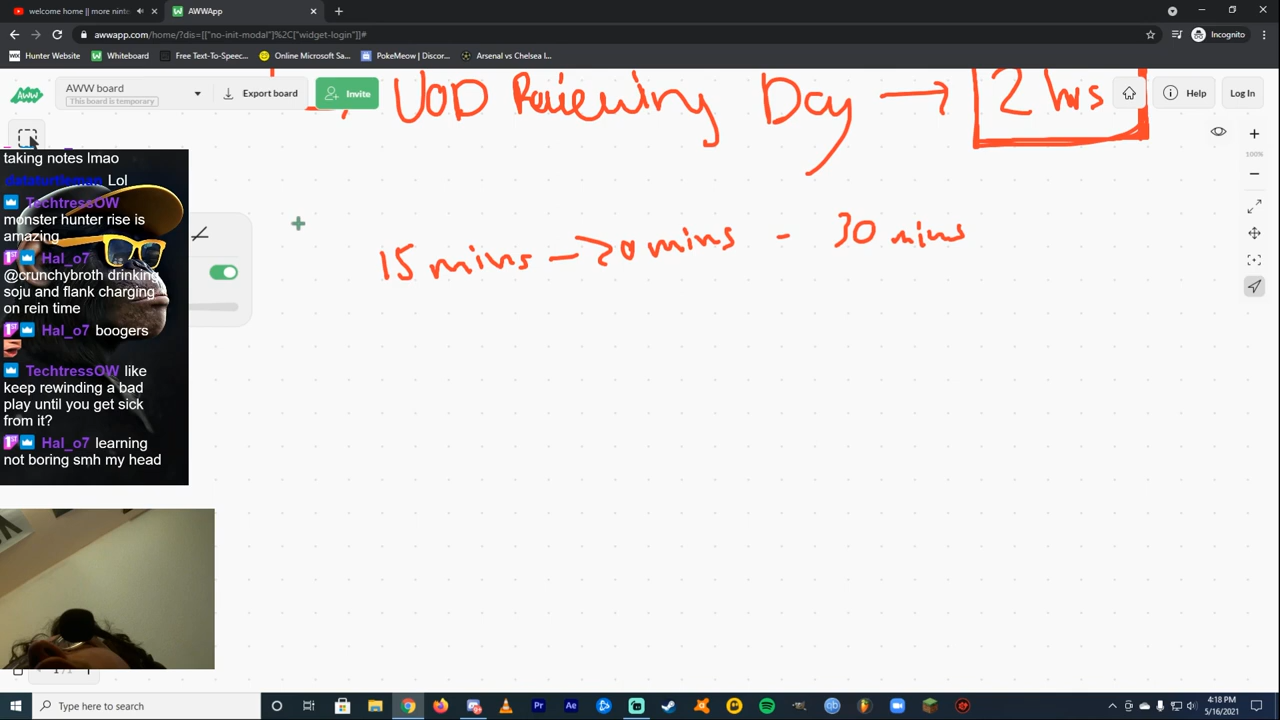 welcome home || more ninten
AWWApp
awwapp.com/home/?dis=[["no-init-modal"]%2C["widget-login"]]#
Incognito
Hunter Website
Whiteboard
Free Text-To-Speec...
Online Microsoft Sa...
PokeMeow | Discor...
Arsenal vs Chelsea l...
AWW board
This board is temporary
Export board
Invite
VOD Reviewing Day → 2 hrs
Help
Log In
100%
15 mins – 20 mins - 30 mins
taking notes lmao
Lol
TechtressOW
monster hunter rise is
amazing
Hal_o7
@crunchybroth drinking
soju and flank charging
on rein time
Hal_o7 boogers
TechtressOW like
keep rewinding a bad
play until you get sick
from it?
Hal_o7 learning
not boring smh my head
1/1
Type here to search
4:18 PM
5/16/2021